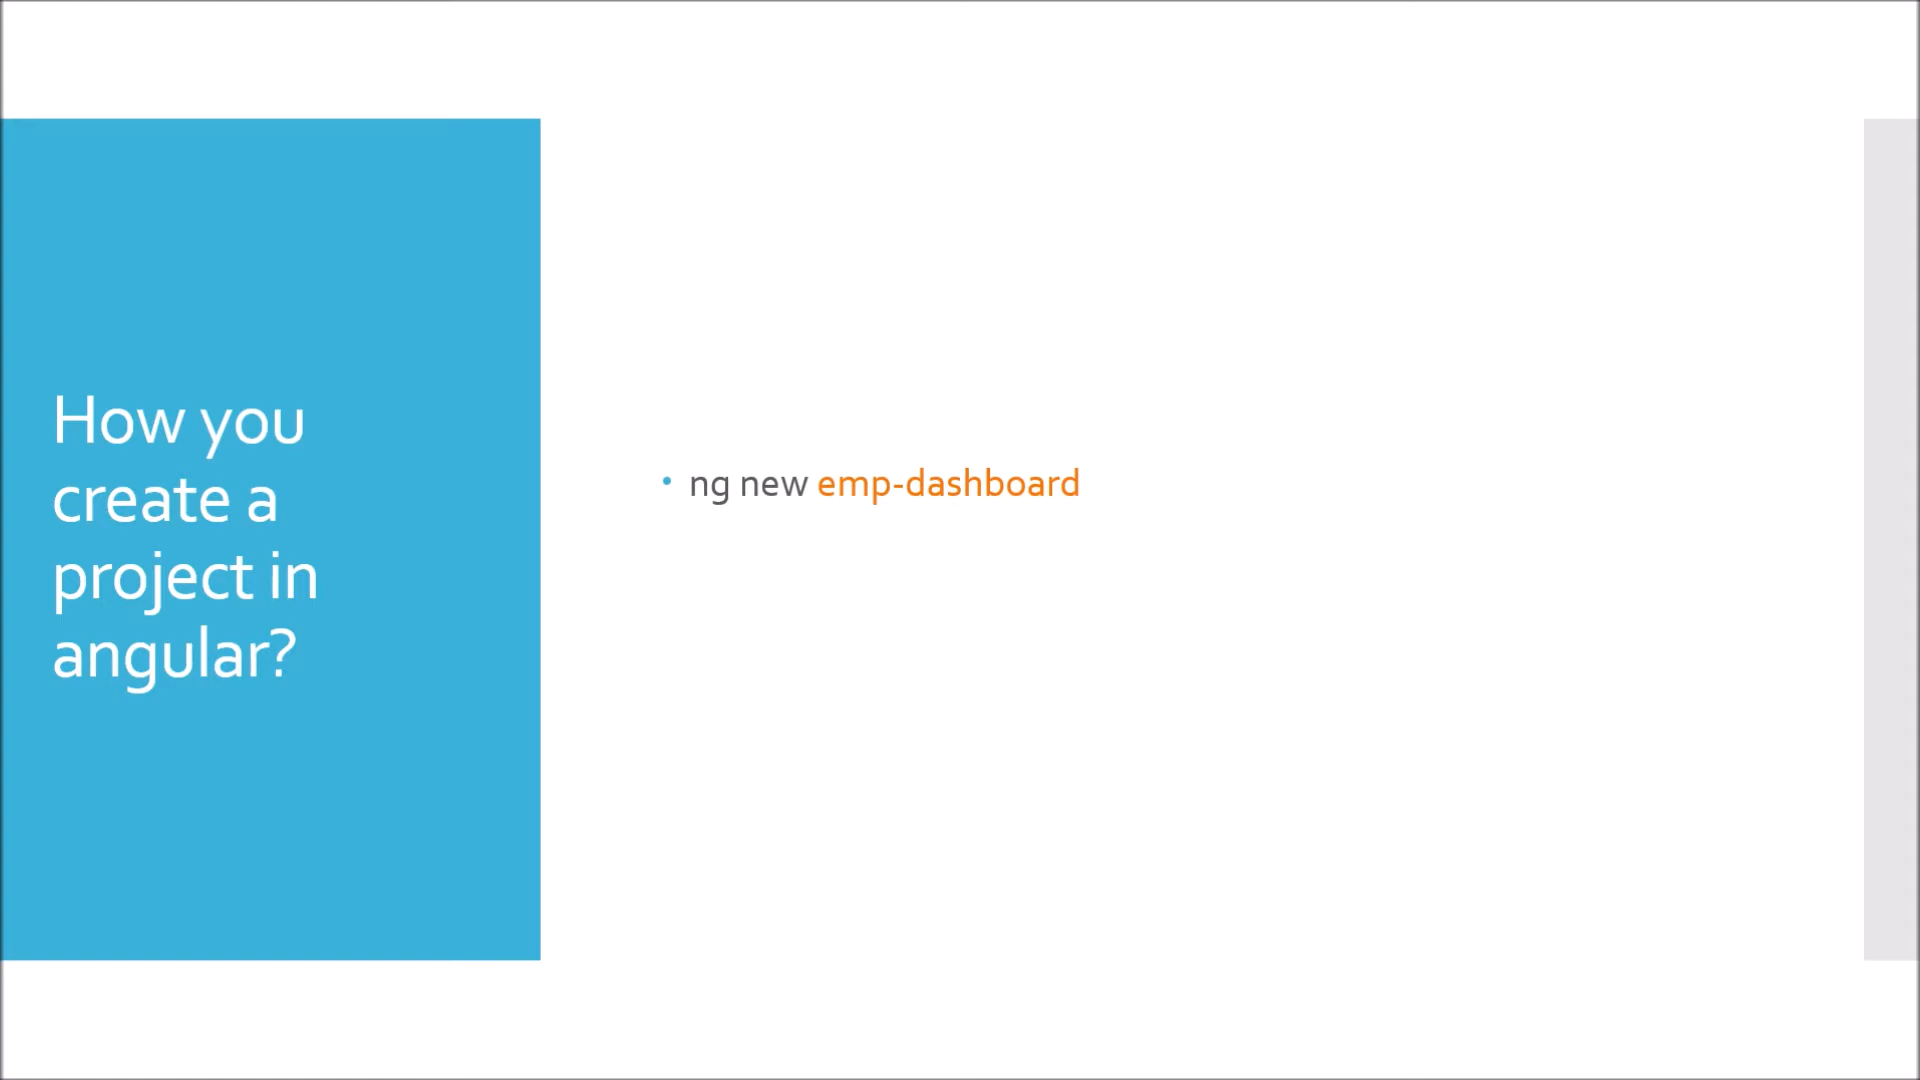 How you
create a
project in
angular?
• ng new emp-dashboard